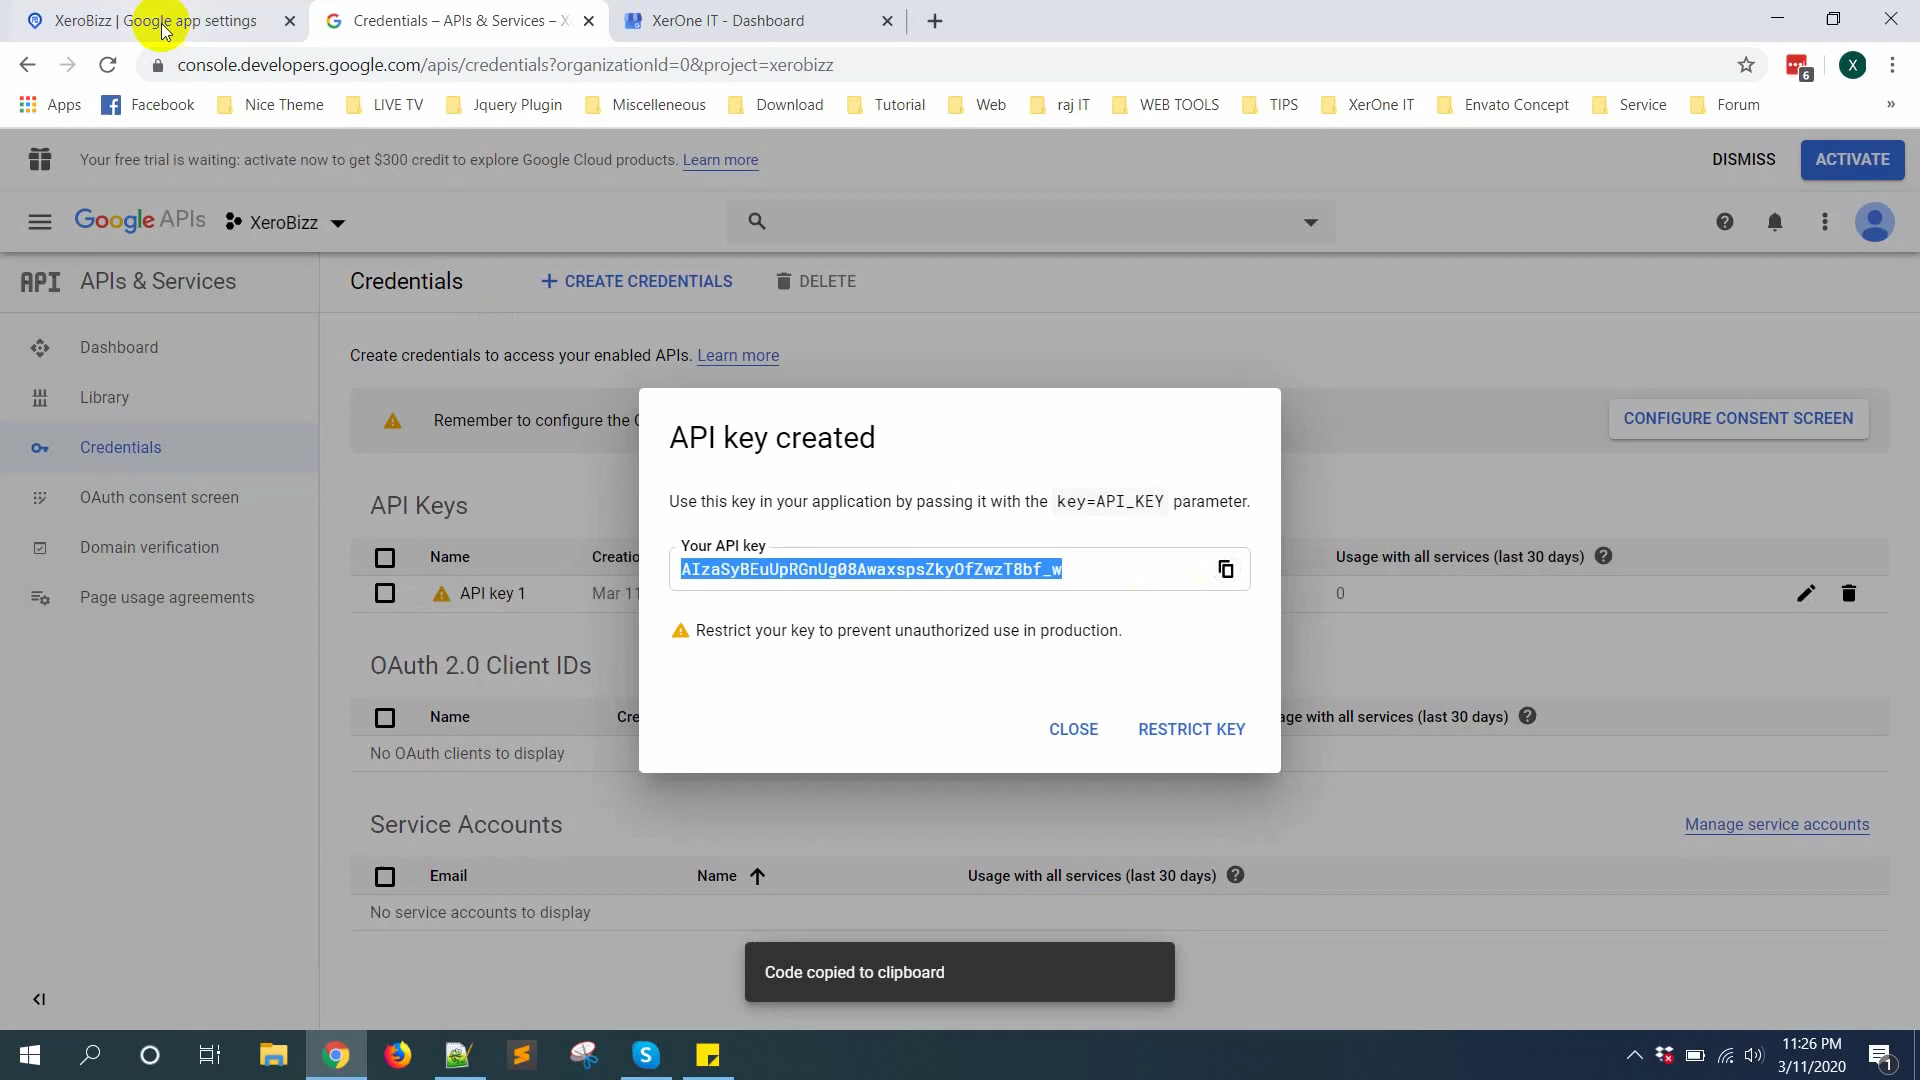 XeroBizz | Google app settings
Credentials – APIs & Services – X
XerOne IT - Dashboard
console.developers.google.com/apis/credentials?organizationId=0&project=xerobizz
X
6
Apps
Facebook
Nice Theme
LIVE TV
Jquery Plugin
Miscelleneous
Download
Tutorial
Web
raj IT
WEB TOOLS
TIPS
XerOne IT
Envato Concept
Service
Forum
»
Your free trial is waiting: activate now to get $300 credit to explore Google Cloud products. Learn more
DISMISS
ACTIVATE
Google APIs
XeroBizz
API APIs & Services
Credentials
CREATE CREDENTIALS
DELETE
Dashboard
Library
Credentials
OAuth consent screen
Domain verification
Page usage agreements
Create credentials to access your enabled APIs. Learn more
Remember to configure the
CONFIGURE CONSENT SCREEN
API Keys
Name
Creatio
Usage with all services (last 30 days)
API key 1
Mar 11
0
API key created
Use this key in your application by passing it with the key=API_KEY parameter.
Your API key
AIzaSyBEuUpRGnUg08AwaxspsZkyOfZwzT8bf_w
Restrict your key to prevent unauthorized use in production.
CLOSE
RESTRICT KEY
OAuth 2.0 Client IDs
Name
Cre
age with all services (last 30 days)
No OAuth clients to display
Service Accounts
Manage service accounts
Email
Name
Usage with all services (last 30 days)
No service accounts to display
Code copied to clipboard
11:26 PM
3/11/2020
1